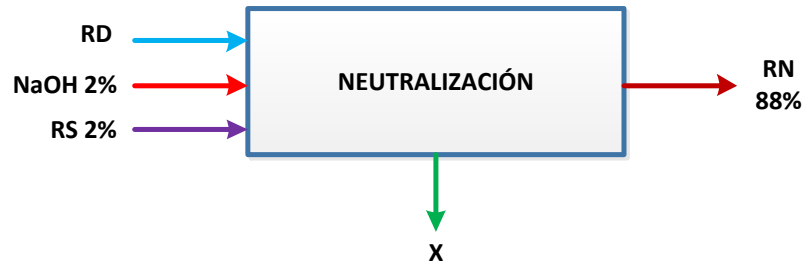 RD
NaOH 2%
RS 2%
NEUTRALIZACIÓN
RN
88%
X